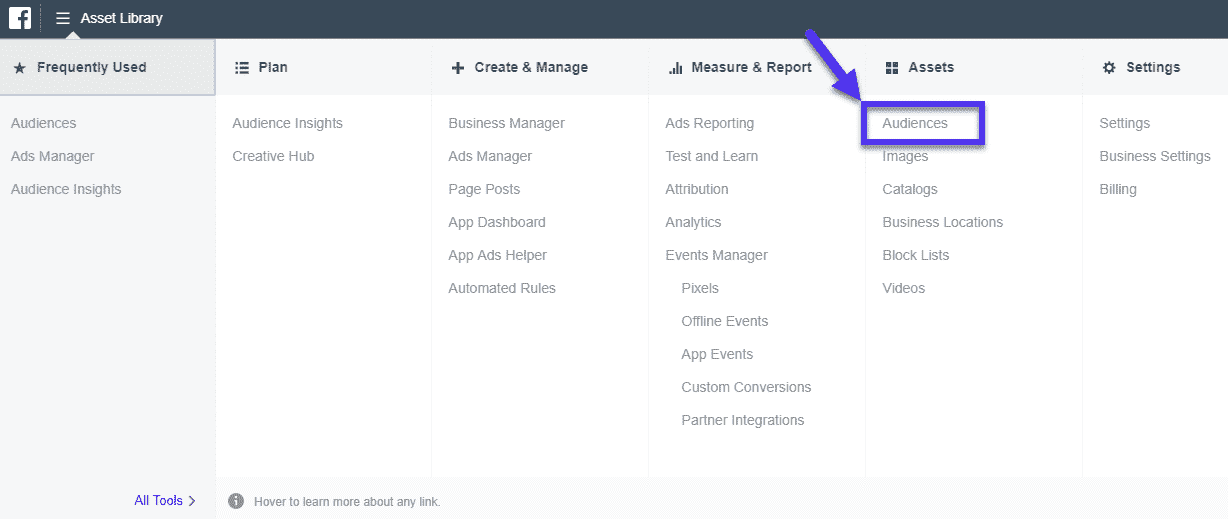 Asset Library
Frequently Used
Audiences
Ads Manager
Audience Insights
All Tools
Plan
Audience Insights
Creative Hub
Create & Manage
Business Manager
Ads Manager
Page Posts
App Dashboard
App Ads Helper
Automated Rules
Measure & Report
Ads Reporting
Test and Learn
Attribution
Analytics
Events Manager
Pixels
Offline Events
App Events
Custom Conversions
Partner Integrations
Assets
Audiences
Images
Catalogs
Business Locations
Block Lists
Videos
Settings
Settings
Business Settings
Billing
Hover to learn more about any link.